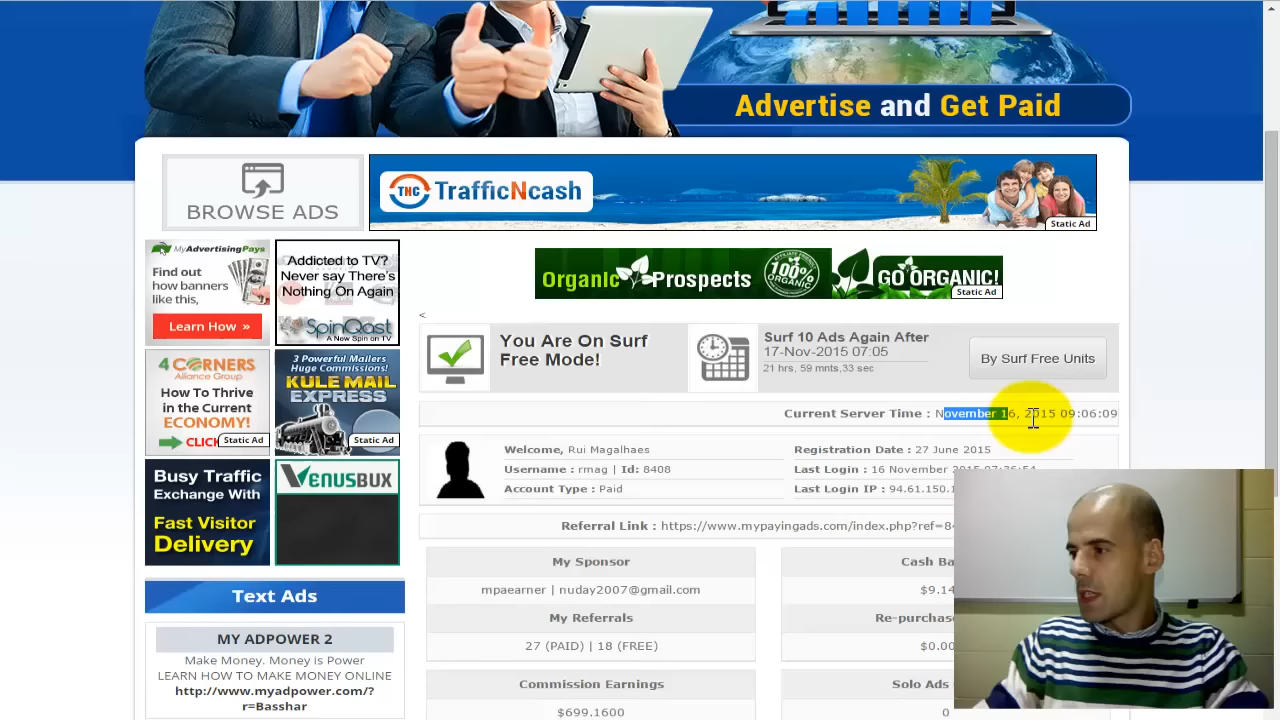 Advertise and Get Paid
BROWSE ADS
TNC TrafficNcash
Static Ad
MyAdvertisingPays
Find out
how banners
like this,
Learn How »
Addicted to TV?
Never say There's
Nothing On Again
SpinQast
A New Spin on TV
Organic Prospects
100%
ORGANIC
GO ORGANIC!
Static Ad
<
You Are On Surf
Free Mode!
Surf 10 Ads Again After
17-Nov-2015 07:05
21 hrs, 59 mnts,33 sec
By Surf Free Units
4 CORNERS
Alliance Group
How To Thrive
in the Current
ECONOMY!
CLICK
Static Ad
3 Powerful Mailers
Huge Commissions!
KULE MAIL
EXPRESS
Static Ad
Current Server Time : November 16, 2015 09:06:09
Welcome, Rui Magalhaes
Username : rmag | Id: 8408
Account Type : Paid
Registration Date : 27 June 2015
Last Login : 16 November 2015 07:36:54
Last Login IP : 94.61.150.1
Busy Traffic
Exchange With
Fast Visitor
Delivery
VENUSBUX
Referral Link : https://www.mypayingads.com/index.php?ref=8
My Sponsor
mpaearner | nuday2007@gmail.com
My Referrals
27 (PAID) | 18 (FREE)
Commission Earnings
$699.1600
Cash Ba
$9.14
Re-purchas
$0.00
Solo Ads
0
Text Ads
MY ADPOWER 2
Make Money. Money is Power
LEARN HOW TO MAKE MONEY ONLINE
http://www.myadpower.com/?
r=Basshar